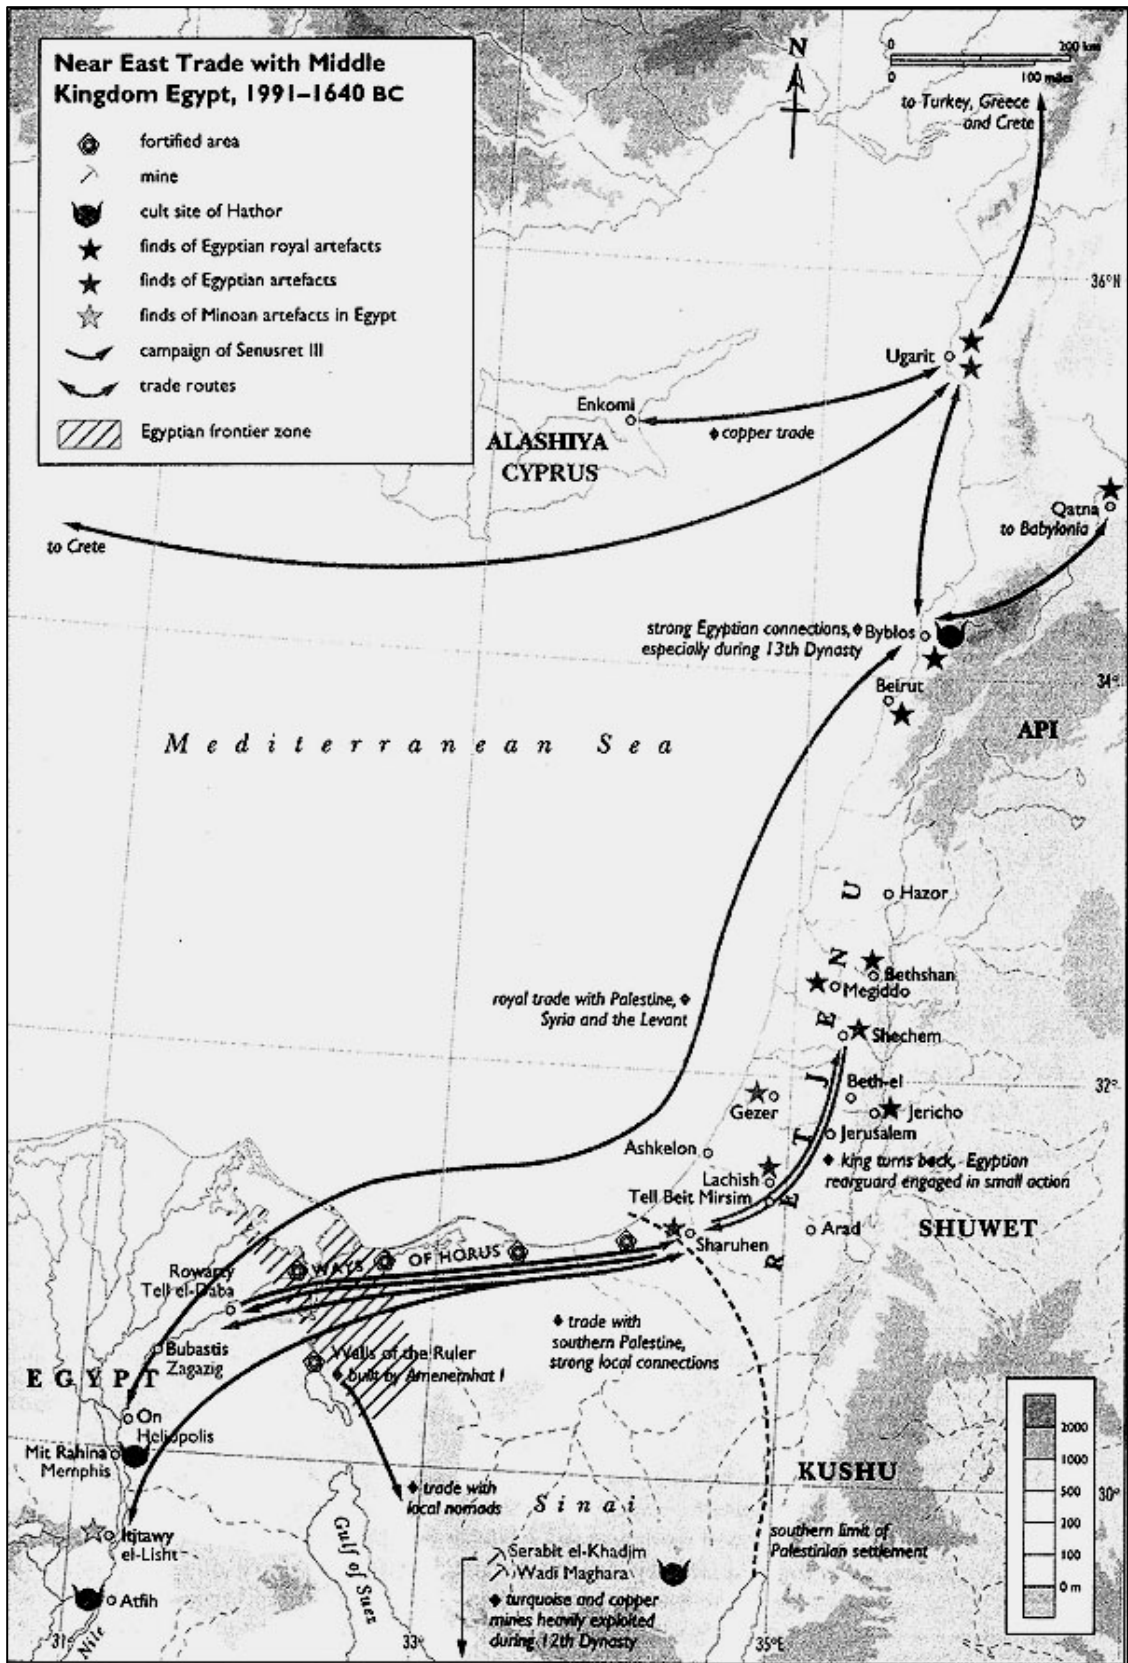 Near East Trade with Middle
Kingdom Egypt, 1991–1640 BC
fortified area
mine
cult site of Hathor
finds of Egyptian royal artefacts
finds of Egyptian artefacts
finds of Minoan artefacts in Egypt
campaign of Senusret III
trade routes
Egyptian frontier zone
N
0 200 km
0 100 miles
to Turkey, Greece
and Crete
36°N
Ugarit
Enkomi
copper trade
ALASHIYA
CYPRUS
Qatna
to Babylonia
to Crete
strong Egyptian connections,
especially during 13th Dynasty
Byblos
34°
Beirut
API
Mediterranean Sea
Hazor
Bethshan
Megiddo
royal trade with Palestine,
Syria and the Levant
Shechem
RETJENU
32°
Beth-el
Gezer
Jericho
Jerusalem
Ashkelon
king turns back, Egyptian
rearguard engaged in small action
Lachish
Tell Beit Mirsim
Arad
SHUWET
Sharuhen
WAYS OF HORUS
Rowarty
Tell el-Daba
trade with
southern Palestine,
strong local connections
Bubastis
Zagazig
Walls of the Ruler
built by Amenemhat I
EGYPT
On
Heliopolis
Mit Rahina
Memphis
KUSHU
trade with
local nomads
Sinai
30°
2000
1000
500
200
100
0 m
Itjtawy
el-Lisht
Gulf of Suez
southern limit of
Palestinian settlement
Serabit el-Khadim
Wadi Maghara
turquoise and copper
mines heavily exploited
during 12th Dynasty
Atfih
31°
Nile
33°
35°E